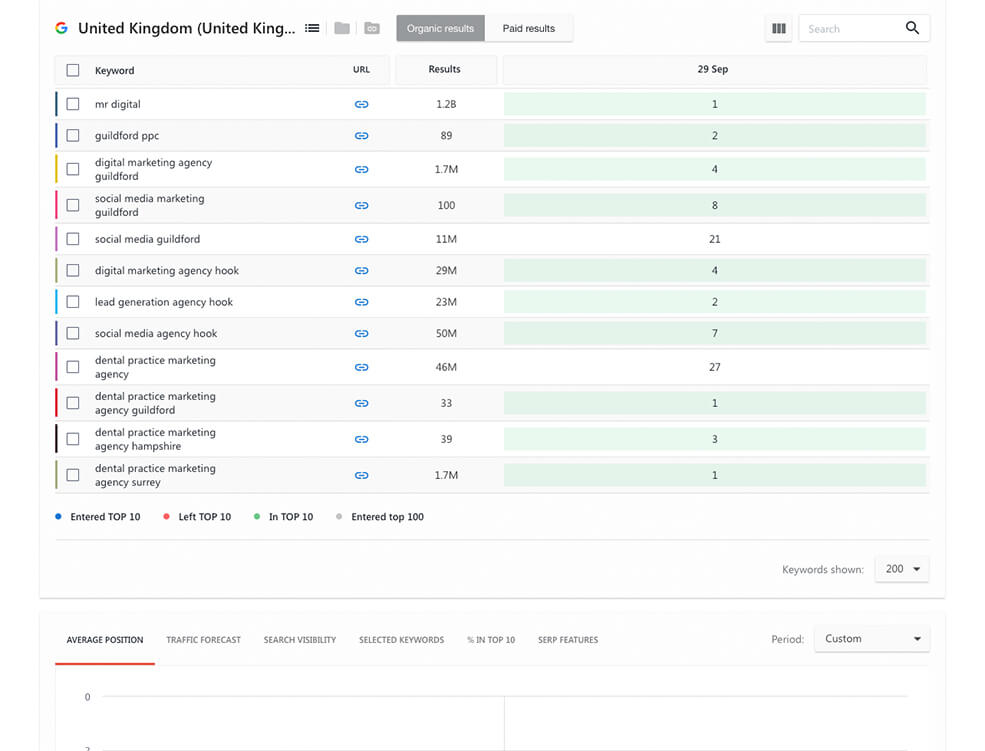 United Kingdom (United King...
Organic results
Paid results
Search
Keyword URL Results 29 Sep
mr digital 1.2B 1
guildford ppc 89 2
digital marketing agency
guildford 1.7M 4
social media marketing
guildford 100 8
social media guildford 11M 21
digital marketing agency hook 29M 4
lead generation agency hook 23M 2
social media agency hook 50M 7
dental practice marketing
agency 46M 27
dental practice marketing
agency guildford 33 1
dental practice marketing
agency hampshire 39 3
dental practice marketing
agency surrey 1.7M 1
Entered TOP 10 Left TOP 10 In TOP 10 Entered top 100
Keywords shown: 200
AVERAGE POSITION TRAFFIC FORECAST SEARCH VISIBILITY SELECTED KEYWORDS % IN TOP 10 SERP FEATURES Period: Custom
0